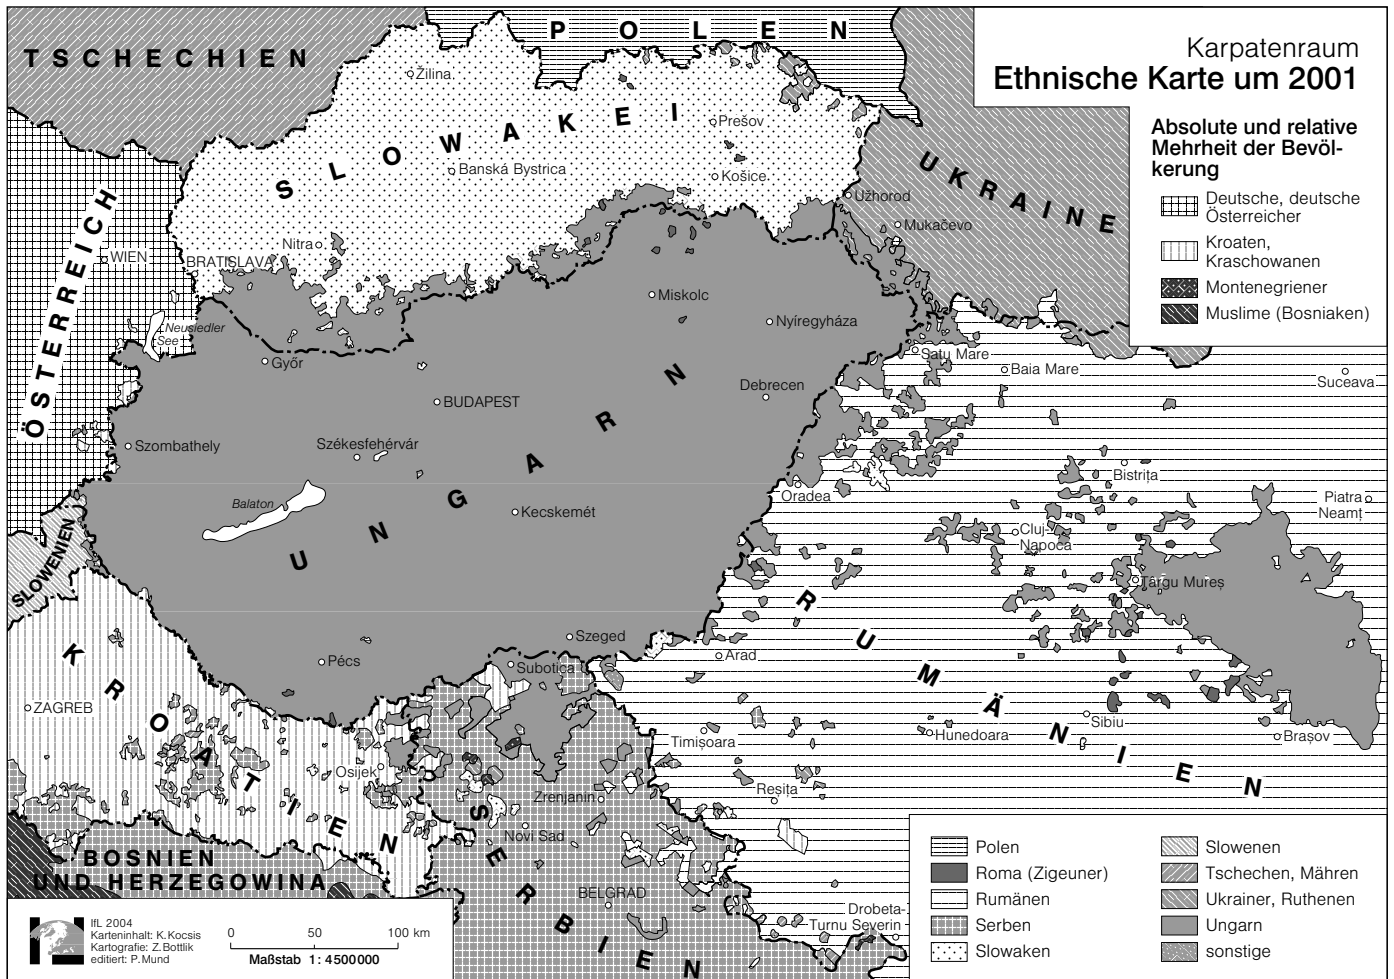 Karpatenraum
Ethnische Karte um 2001
Absolute und relative
Mehrheit der Bevöl-
kerung
Deutsche, deutsche
Österreicher
Kroaten,
Kraschowanen
Montenegriener
Muslime (Bosniaken)
TSCHECHIEN
POLEN
SLOWAKEI
UKRAINE
ÖSTERREICH
UNGARN
SLOWENIEN
KROATIEN
RUMÄNIEN
SERBIEN
BOSNIEN
UND HERZEGOWINA
Žilina
Prešov
Banská Bystrica
Košice
Užhorod
Mukačevo
Nitra
WIEN
BRATISLAVA
Neusiedler
See
Miskolc
Nyíregyháza
Győr
Satu Mare
Baia Mare
Suceava
Debrecen
BUDAPEST
Szombathely
Székesfehérvár
Bistrița
Oradea
Piatra
Neamț
Balaton
Kecskemét
Cluj-
Napoca
Târgu Mureș
Szeged
Arad
Pécs
Subotica
ZAGREB
Sibiu
Hunedoara
Brașov
Timișoara
Osijek
Reșița
Zrenjanin
Novi Sad
BELGRAD
Drobeta-
Turnu Severin
Polen
Roma (Zigeuner)
Rumänen
Serben
Slowaken
Slowenen
Tschechen, Mähren
Ukrainer, Ruthenen
Ungarn
sonstige
IfL 2004
Karteninhalt: K.Kocsis
Kartografie: Z.Bottlik
editiert: P.Mund
0 50 100 km
Maßstab 1: 4500000